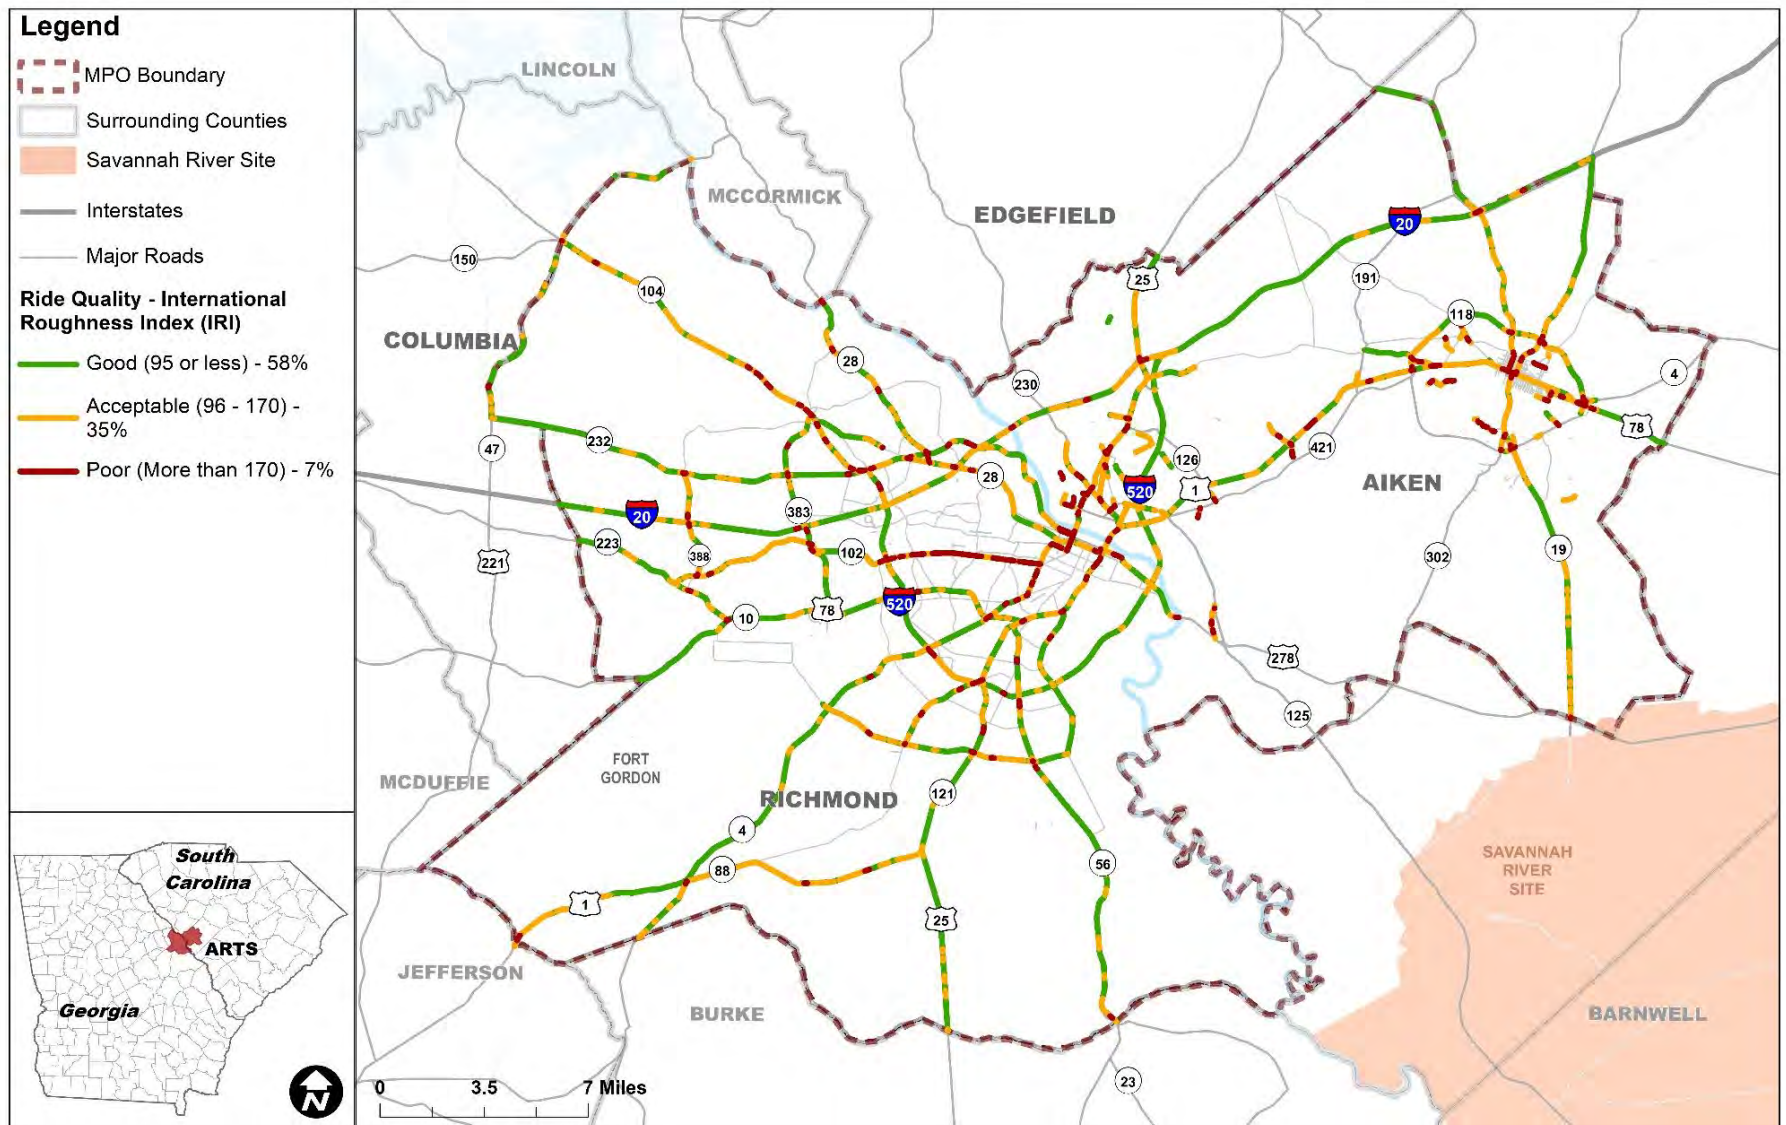 Legend
MPO Boundary
Surrounding Counties
Savannah River Site
Interstates
Major Roads
Ride Quality - International
Roughness Index (IRI)
Good (95 or less) - 58%
Acceptable (96 - 170) -
35%
Poor (More than 170) - 7%
South
Carolina
ARTS
Georgia
N
LINCOLN
MCCORMICK
EDGEFIELD
20
150
104
25
191
118
COLUMBIA
28
230
4
78
232
47
421
126
28
520
1
AIKEN
20
383
223
388
102
221
302
19
10
78
520
278
125
FORT
GORDON
MCDUFFIE
RICHMOND
121
4
88
56
SAVANNAH
RIVER
SITE
1
25
JEFFERSON
BURKE
BARNWELL
23
0 3.5 7 Miles